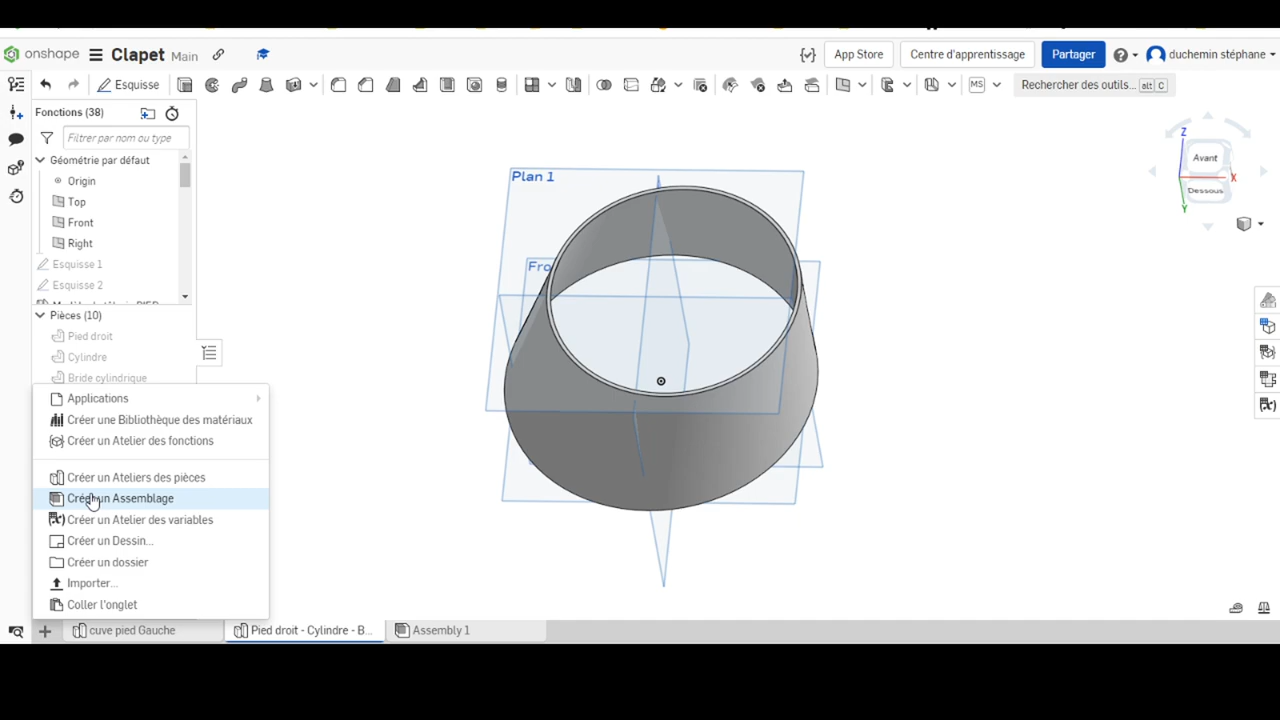 onshape Clapet Main App Store Centre d'apprentissage Partager duchemin stéphane
Esquisse MS Rechercher des outils... alt C
Fonctions (38)
Filtrer par nom ou type
Géométrie par défaut
Origin
Top
Front
Right
Esquisse 1
Esquisse 2
Pièces (10)
Pied droit
Cylindre
Bride cylindrique
Applications
Créer une Bibliothèque des matériaux
Créer un Atelier des fonctions
Créer un Ateliers des pièces
Créer un Assemblage
Créer un Atelier des variables
Créer un Dessin...
Créer un dossier
Importer...
Coller l'onglet
Plan 1
Fro
Z
Avant
X
Dessous
Y
cuve pied Gauche Pied droit - Cylindre - B... Assembly 1